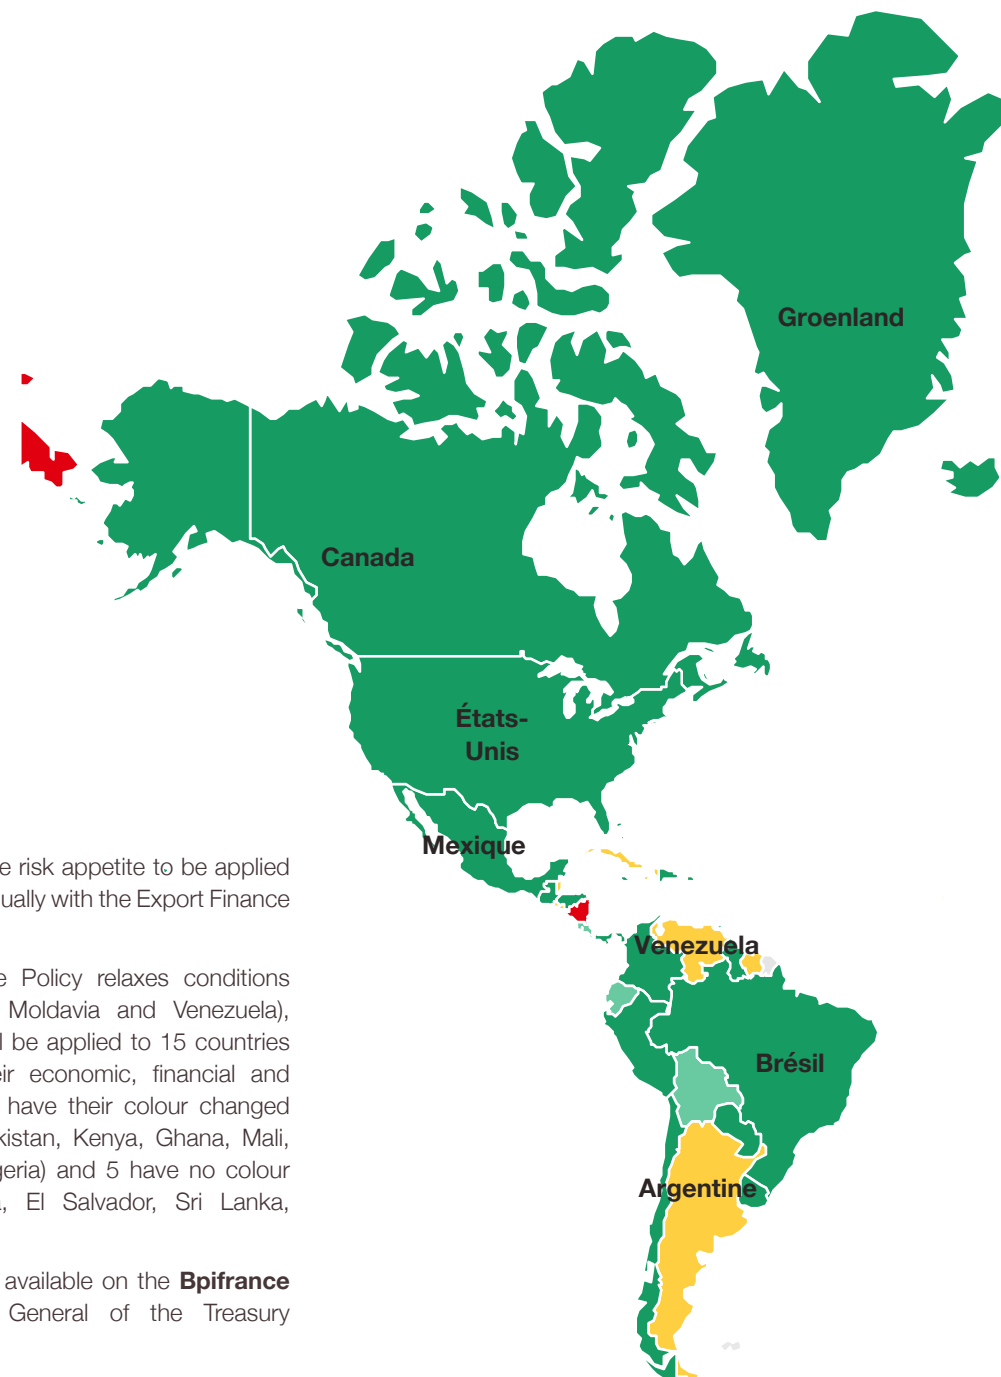 Groenland
Canada
États-
Unis
Mexique
Venezuela
Brésil
Argentine
e risk appetite to be applied
ually with the Export Finance
e Policy relaxes conditions
Moldavia and Venezuela),
l be applied to 15 countries
ir economic, financial and
have their colour changed
kistan, Kenya, Ghana, Mali,
geria) and 5 have no colour
, El Salvador, Sri Lanka,
available on the Bpifrance
General of the Treasury